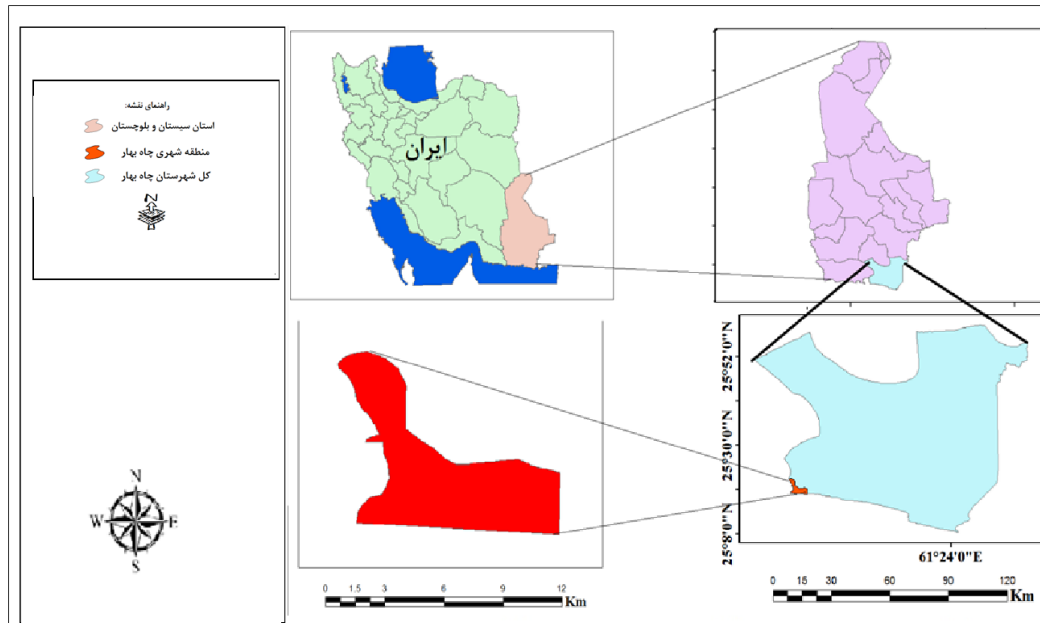 راهنمای نقشه:
استان سیستان و بلوچستان
منطقه شهری چاه بهار
کل شهرستان چاه بهار
N
N
W E
S
ایران
25°52'0"N
25°30'0"N
25°8'0"N
61°24'0"E
0 1.5 3 6 9 12
Km
0 15 30 60 90 120
Km